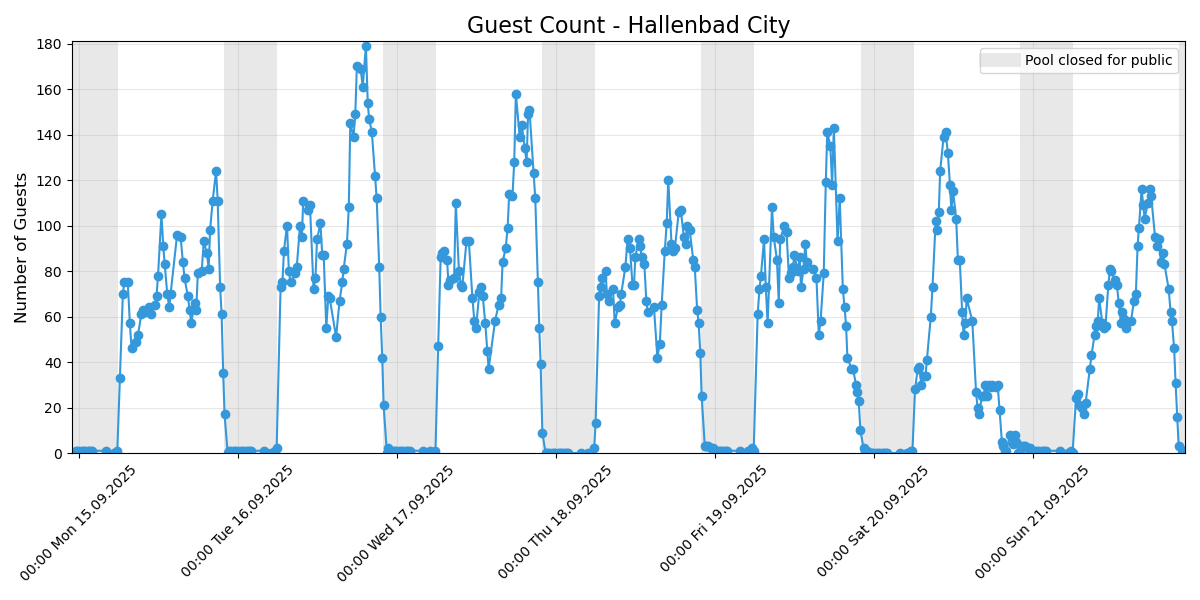 Guest Count - Hallenbad City
Pool closed for public
Number of Guests
180
160
140
120
100
80
60
40
20
0
00:00 Mon 15.09.2025
00:00 Tue 16.09.2025
00:00 Wed 17.09.2025
00:00 Thu 18.09.2025
00:00 Fri 19.09.2025
00:00 Sat 20.09.2025
00:00 Sun 21.09.2025